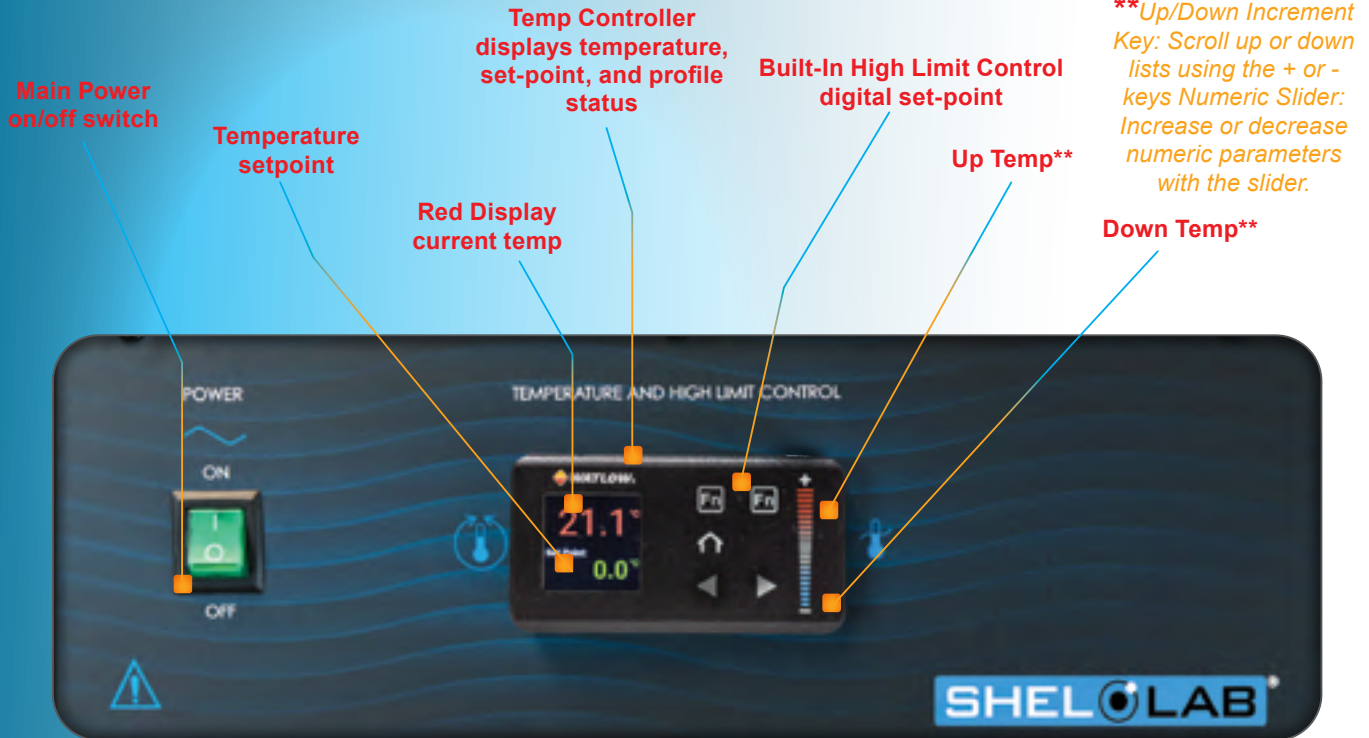 Temp Controller
displays temperature,
set-point, and profile
status
**Up/Down Increment
Key: Scroll up or down
lists using the + or -
keys Numeric Slider:
Increase or decrease
numeric parameters
with the slider.
Built-In High Limit Control
digital set-point
Main Power
on/off switch
Temperature
setpoint
Up Temp**
Red Display
current temp
Down Temp**
POWER
TEMPERATURE AND HIGH LIMIT CONTROL
ON
WATLOW.
+
Fn
Fn
21.1°
I
O
Set Point
0.0°
-
OFF
SHEL LAB